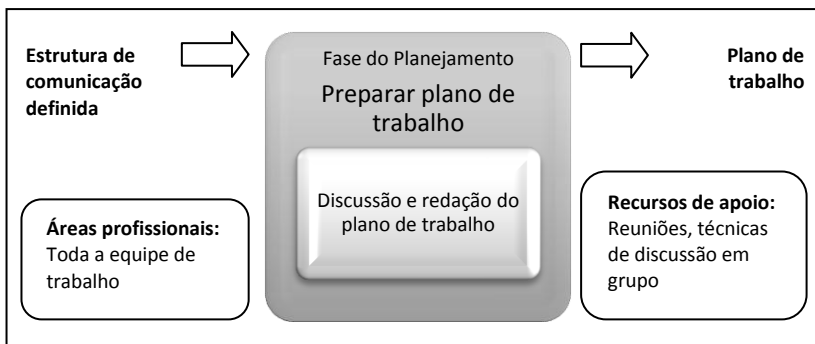 Estrutura de
comunicação
definida
Fase do Planejamento
Preparar plano de
trabalho
Discussão e redação do
plano de trabalho
Plano de
trabalho
Áreas profissionais:
Toda a equipe de
trabalho
Recursos de apoio:
Reuniões, técnicas
de discussão em
grupo